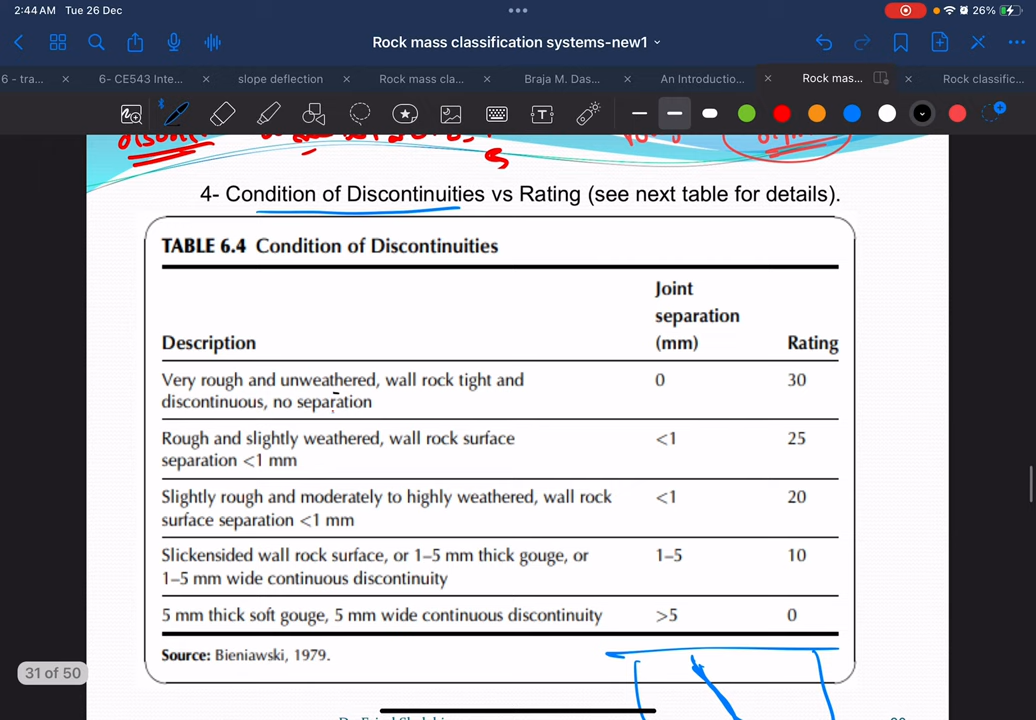 2:44 AM Tue 26 Dec
26%
Rock mass classification systems-new1
6 - tra...
6- CE543 Inte...
slope deflection
Rock mass cla...
Braja M. Das...
An Introductio...
Rock mas...
Rock classific...
4- Condition of Discontinuities vs Rating (see next table for details).
TABLE 6.4 Condition of Discontinuities
Joint
separation
Description (mm) Rating
Very rough and unweathered, wall rock tight and 0 30
discontinuous, no separation
Rough and slightly weathered, wall rock surface <1 25
separation <1 mm
Slightly rough and moderately to highly weathered, wall rock <1 20
surface separation <1 mm
Slickensided wall rock surface, or 1–5 mm thick gouge, or 1–5 10
1–5 mm wide continuous discontinuity
5 mm thick soft gouge, 5 mm wide continuous discontinuity >5 0
Source: Bieniawski, 1979.
31 of 50